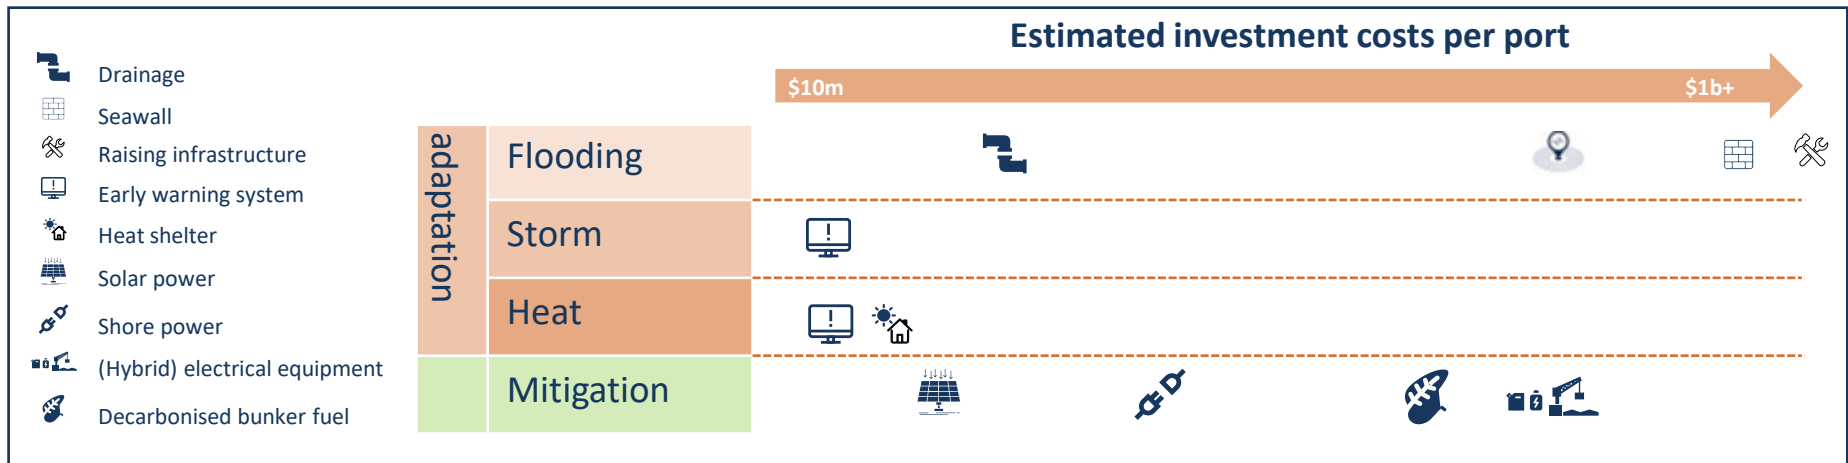 Estimated investment costs per port
$10m
$1b+
Drainage
Seawall
Raising infrastructure
Early warning system
Heat shelter
Solar power
Shore power
(Hybrid) electrical equipment
Decarbonised bunker fuel
adaptation
Flooding
Storm
Heat
Mitigation